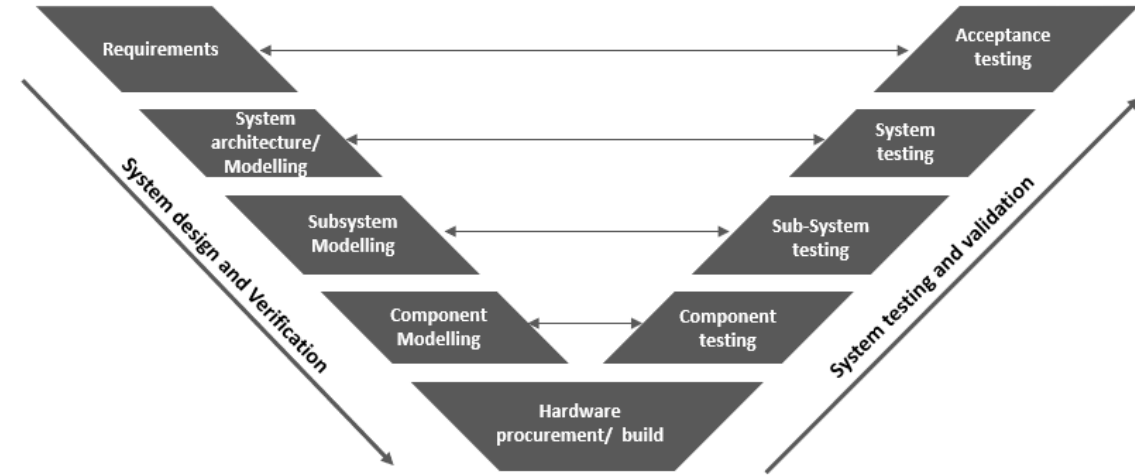 Requirements
Acceptance
testing
System
architecture/
Modelling
System
testing
Subsystem
Modelling
Sub-System
testing
Component
Modelling
Component
testing
Hardware
procurement/ build
System design and Verification
System testing and validation